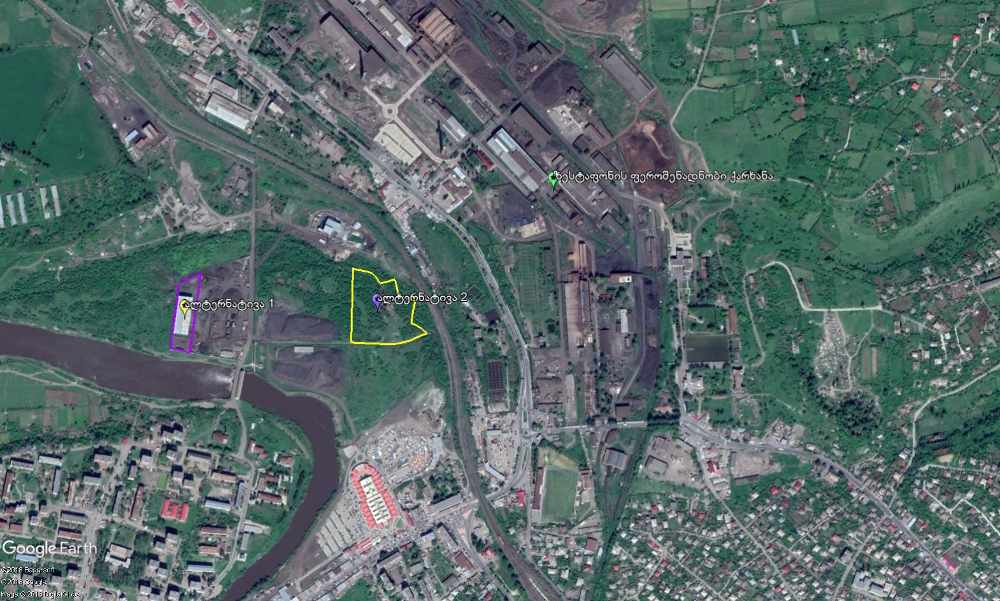 ზესტაფონის ფეროშენადნობი ქარხანა
ალტერნატივა 2
ალტერნატივა 1
Google Earth
©2018 Basarsoft
©2018 Google
Image © 2018 DigitalGlobe